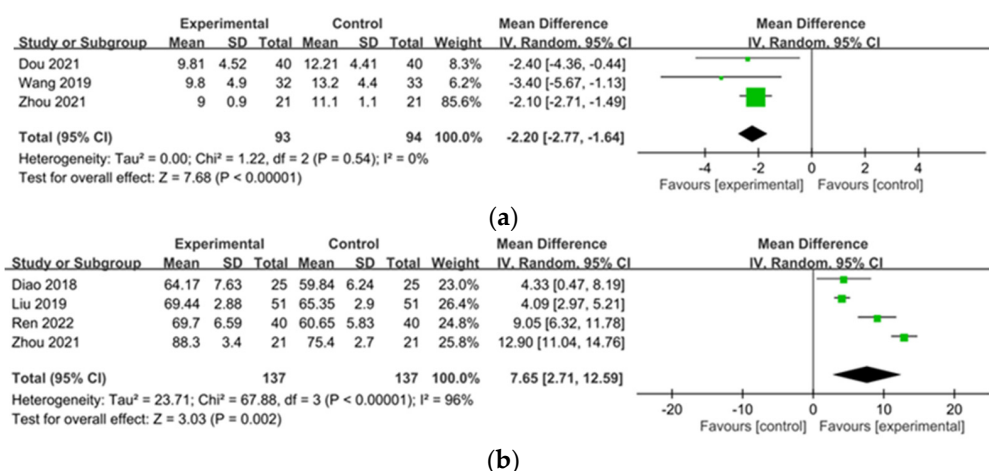 Experimental Control Mean Difference Mean Difference
Study or Subgroup Mean SD Total Mean SD Total Weight IV, Random, 95% CI IV, Random, 95% CI
Dou 2021 9.81 4.52 40 12.21 4.41 40 8.3% -2.40 [-4.36, -0.44]
Wang 2019 9.8 4.9 32 13.2 4.4 33 6.2% -3.40 [-5.67, -1.13]
Zhou 2021 9 0.9 21 11.1 1.1 21 85.6% -2.10 [-2.71, -1.49]
Total (95% CI) 93 94 100.0% -2.20 [-2.77, -1.64]
Heterogeneity: Tau² = 0.00; Chi² = 1.22, df = 2 (P = 0.54); I² = 0%
Test for overall effect: Z = 7.68 (P < 0.00001)
-4 -2 0 2 4
Favours [experimental] Favours [control]
(a)
Experimental Control Mean Difference Mean Difference
Study or Subgroup Mean SD Total Mean SD Total Weight IV, Random, 95% CI IV, Random, 95% CI
Diao 2018 64.17 7.63 25 59.84 6.24 25 23.0% 4.33 [0.47, 8.19]
Liu 2019 69.44 2.88 51 65.35 2.9 51 26.4% 4.09 [2.97, 5.21]
Ren 2022 69.7 6.59 40 60.65 5.83 40 24.8% 9.05 [6.32, 11.78]
Zhou 2021 88.3 3.4 21 75.4 2.7 21 25.8% 12.90 [11.04, 14.76]
Total (95% CI) 137 137 100.0% 7.65 [2.71, 12.59]
Heterogeneity: Tau² = 23.71; Chi² = 67.88, df = 3 (P < 0.00001); I² = 96%
Test for overall effect: Z = 3.03 (P = 0.002)
-20 -10 0 10 20
Favours [control] Favours [experimental]
(b)